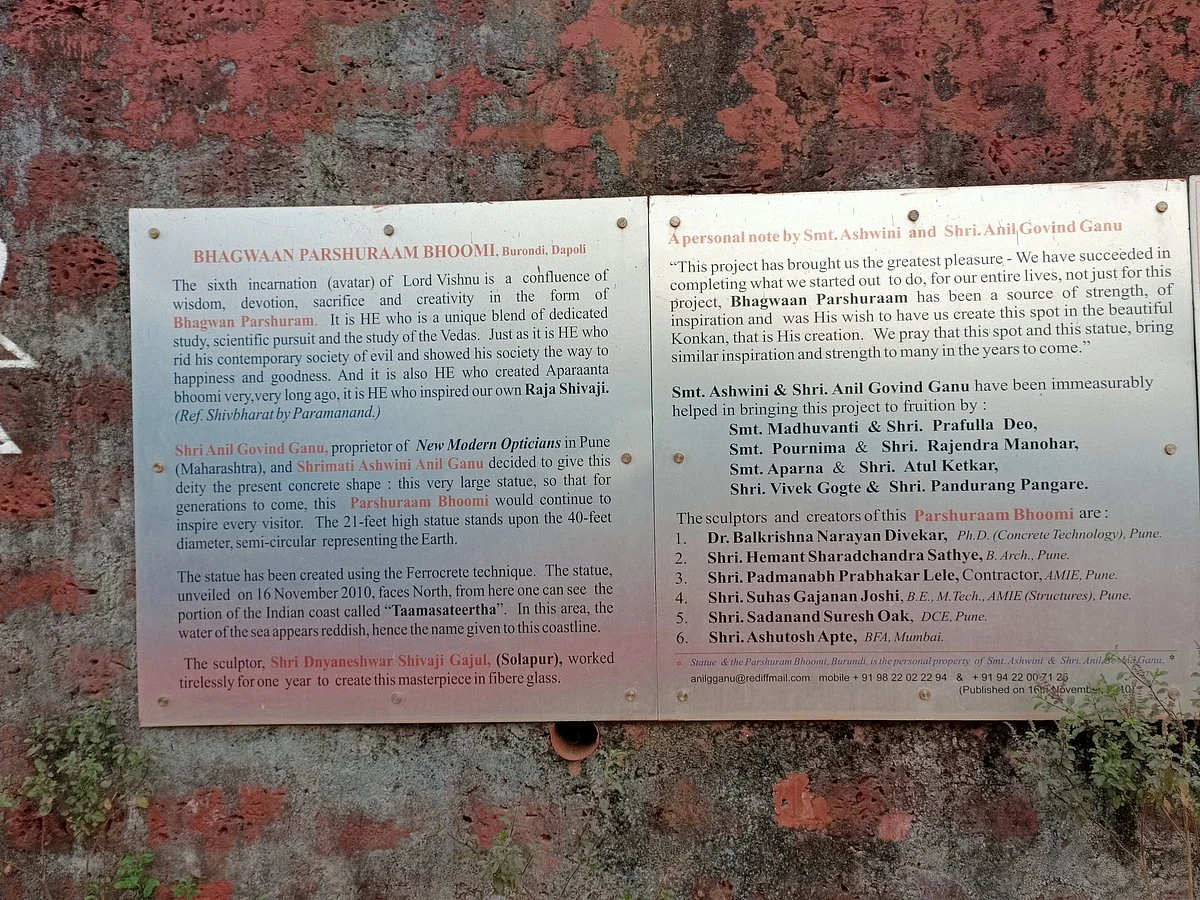 BHAGWAAN PARSHURAAM BHOOMI, Burondi, Dapoli
The sixth incarnation (avatar) of Lord Vishnu is a confluence of
wisdom, devotion, sacrifice and creativity in the form of
Bhagwan Parshuram. It is HE who is a unique blend of dedicated
study, scientific pursuit and the study of the Vedas. Just as it is HE who
rid his contemporary society of evil and showed his society the way to
happiness and goodness. And it is also HE who created Aparaanta
bhoomi very,very long ago, it is HE who inspired our own Raja Shivaji.
(Ref. Shivbharat by Paramanand.)
Shri Anil Govind Ganu, proprietor of New Modern Opticians in Pune
(Maharashtra), and Shrimati Ashwini Anil Ganu decided to give this
deity the present concrete shape : this very large statue, so that for
generations to come, this Parshuraam Bhoomi would continue to
inspire every visitor. The 21-feet high statue stands upon the 40-feet
diameter, semi-circular representing the Earth.
The statue has been created using the Ferrocrete technique. The statue,
unveiled on 16 November 2010, faces North, from here one can see the
portion of the Indian coast called “Taamasateertha”. In this area, the
water of the sea appears reddish, hence the name given to this coastline.
The sculptor, Shri Dnyaneshwar Shivaji Gajul, (Solapur), worked
tirelessly for one year to create this masterpiece in fibere glass.
A personal note by Smt. Ashwini and Shri. Anil Govind Ganu
“This project has brought us the greatest pleasure - We have succeeded in
completing what we started out to do, for our entire lives, not just for this
project, Bhagwaan Parshuraam has been a source of strength, of
inspiration and was His wish to have us create this spot in the beautiful
Konkan, that is His creation. We pray that this spot and this statue, bring
similar inspiration and strength to many in the years to come.”
Smt. Ashwini & Shri. Anil Govind Ganu have been immeasurably
helped in bringing this project to fruition by :
Smt. Madhuvanti & Shri. Prafulla Deo,
Smt. Pournima & Shri. Rajendra Manohar,
Smt. Aparna & Shri. Atul Ketkar,
Shri. Vivek Gogte & Shri. Pandurang Pangare.
The sculptors and creators of this Parshuraam Bhoomi are :
1. Dr. Balkrishna Narayan Divekar, Ph.D. (Concrete Technology), Pune.
2. Shri. Hemant Sharadchandra Sathye, B. Arch., Pune.
3. Shri. Padmanabh Prabhakar Lele, Contractor, AMIE, Pune.
4. Shri. Suhas Gajanan Joshi, B.E., M.Tech., AMIE (Structures), Pune.
5. Shri. Sadanand Suresh Oak, DCE, Pune.
6. Shri. Ashutosh Apte, BFA, Mumbai.
* Statue & the Parshuram Bhoomi, Burundi, is the personal property of Smt. Ashwini & Shri. Anil Govind Ganu. *
anilgganu@rediffmail.com mobile + 91 98 22 02 22 94 & + 91 94 22 00 71 25
(Published on 16th November, 2010)